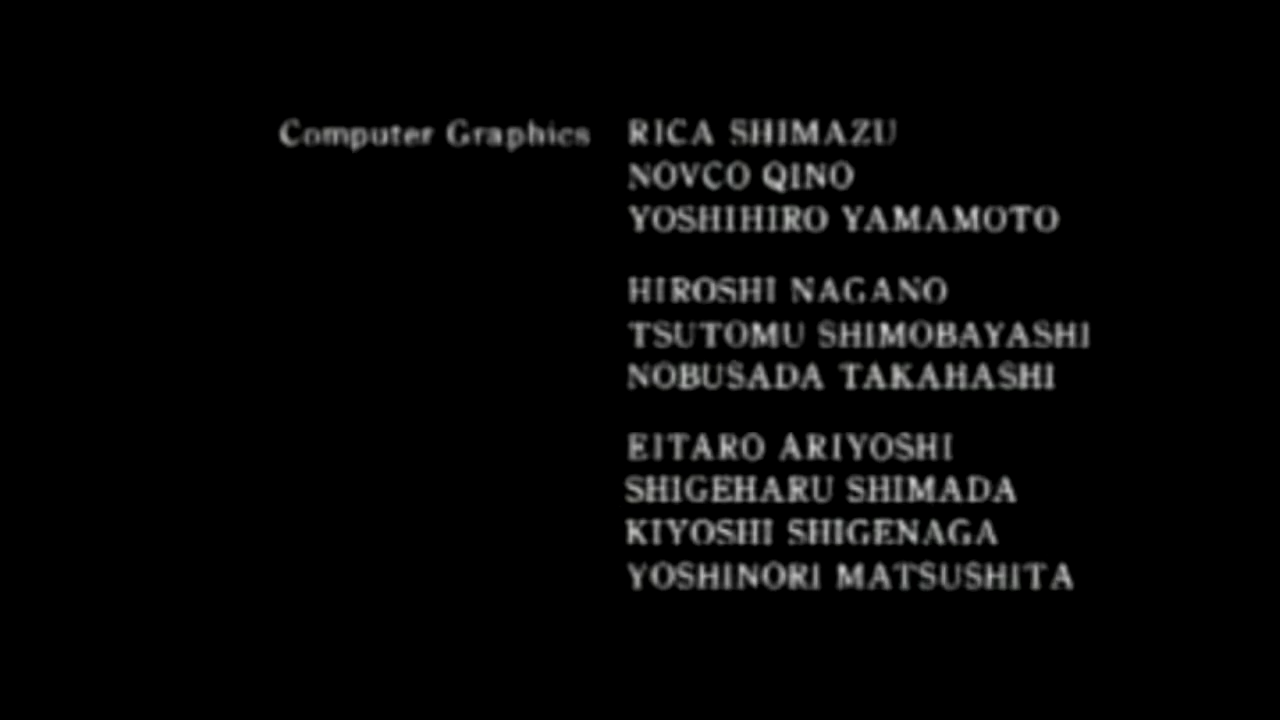 Computer Graphics RICA SHIMAZU
NOVCO QINO
YOSHIHIRO YAMAMOTO
HIROSHI NAGANO
TSUTOMU SHIMOBAYASHI
NOBUSADA TAKAHASHI
EITARO ARIYOSHI
SHIGEHARU SHIMADA
KIYOSHI SHIGENAGA
YOSHINORI MATSUSHITA